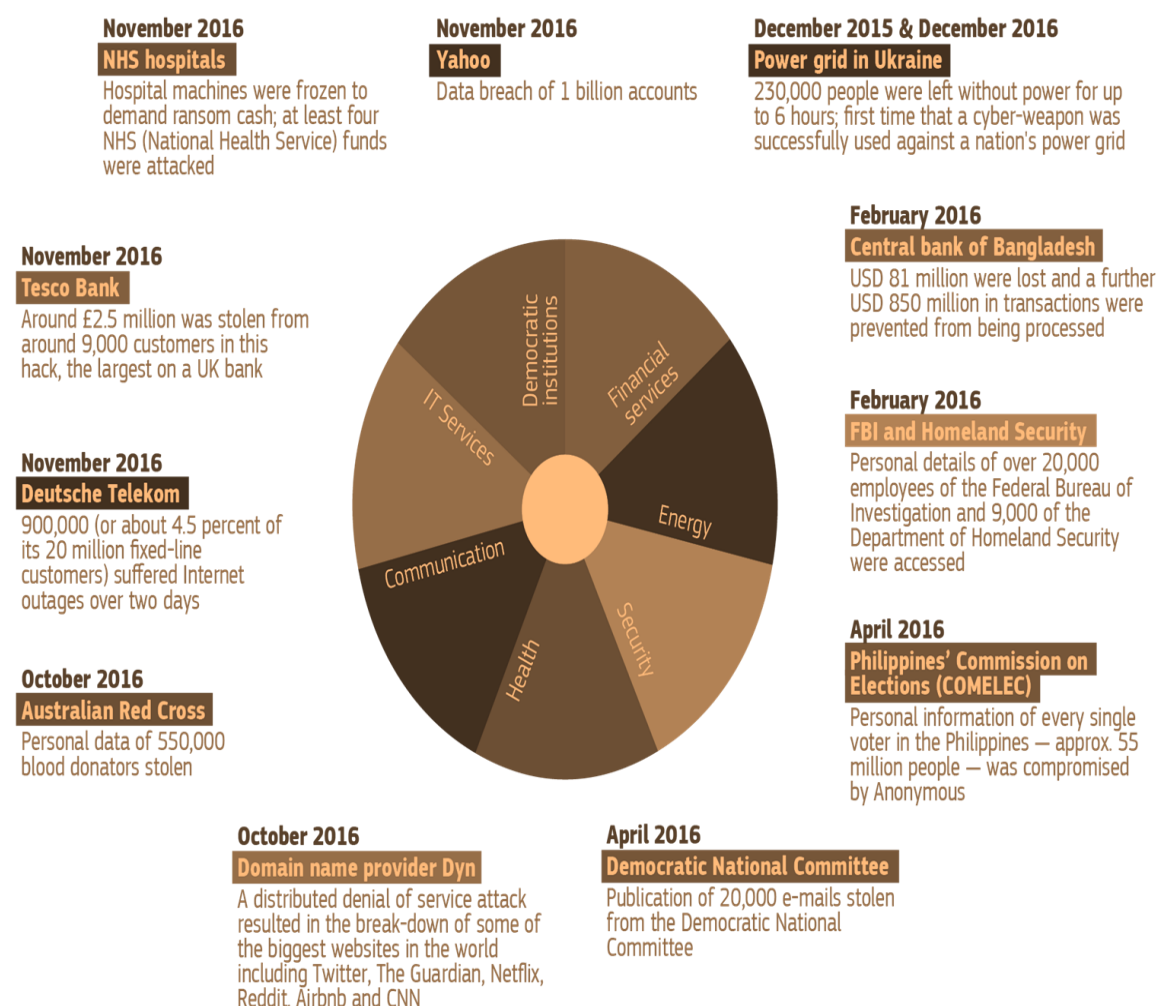 November 2016
NHS hospitals
Hospital machines were frozen to
demand ransom cash; at least four
NHS (National Health Service) funds
were attacked
November 2016
Yahoo
Data breach of 1 billion accounts
December 2015 & December 2016
Power grid in Ukraine
230,000 people were left without power for up
to 6 hours; first time that a cyber-weapon was
successfully used against a nation's power grid
February 2016
Central bank of Bangladesh
USD 81 million were lost and a further
USD 850 million in transactions were
prevented from being processed
February 2016
FBI and Homeland Security
Personal details of over 20,000
employees of the Federal Bureau of
Investigation and 9,000 of the
Department of Homeland Security
were accessed
April 2016
Philippines’ Commission on
Elections (COMELEC)
Personal information of every single
voter in the Philippines — approx. 55
million people — was compromised
by Anonymous
April 2016
Democratic National Committee
Publication of 20,000 e-mails stolen
from the Democratic National
Committee
October 2016
Domain name provider Dyn
A distributed denial of service attack
resulted in the break-down of some of
the biggest websites in the world
including Twitter, The Guardian, Netflix,
Reddit, Airbnb and CNN
October 2016
Australian Red Cross
Personal data of 550,000
blood donators stolen
November 2016
Deutsche Telekom
900,000 (or about 4.5 percent of
its 20 million fixed-line
customers) suffered Internet
outages over two days
November 2016
Tesco Bank
Around £2.5 million was stolen from
around 9,000 customers in this
hack, the largest on a UK bank
Democratic
institutions
Financial
services
Energy
Security
Health
Communication
IT Services